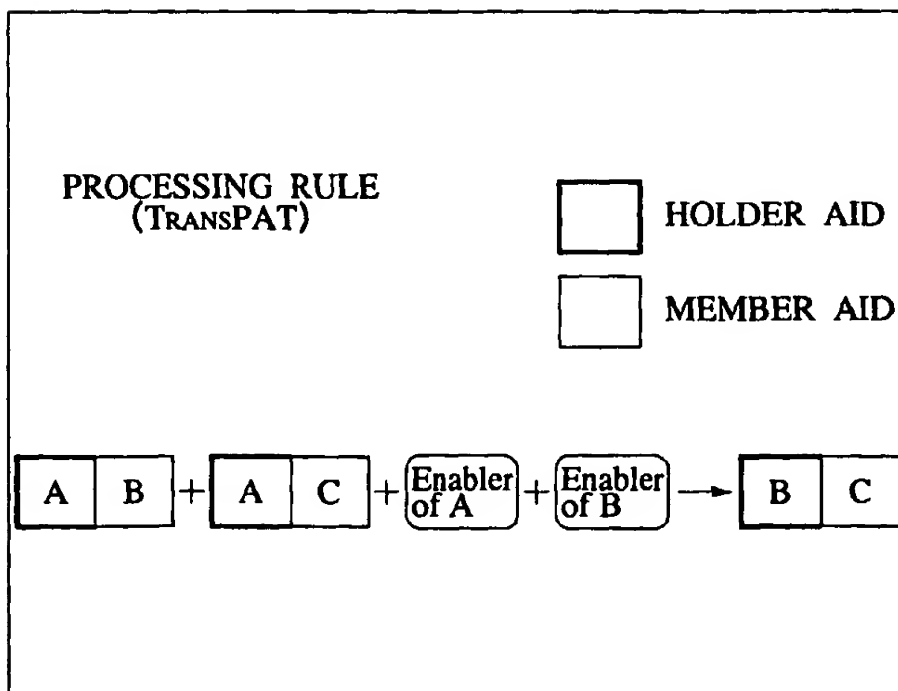 PROCESSING RULE
(TRANSPAT)
HOLDER AID
MEMBER AID
A B + A C + Enabler of A + Enabler of B → B C